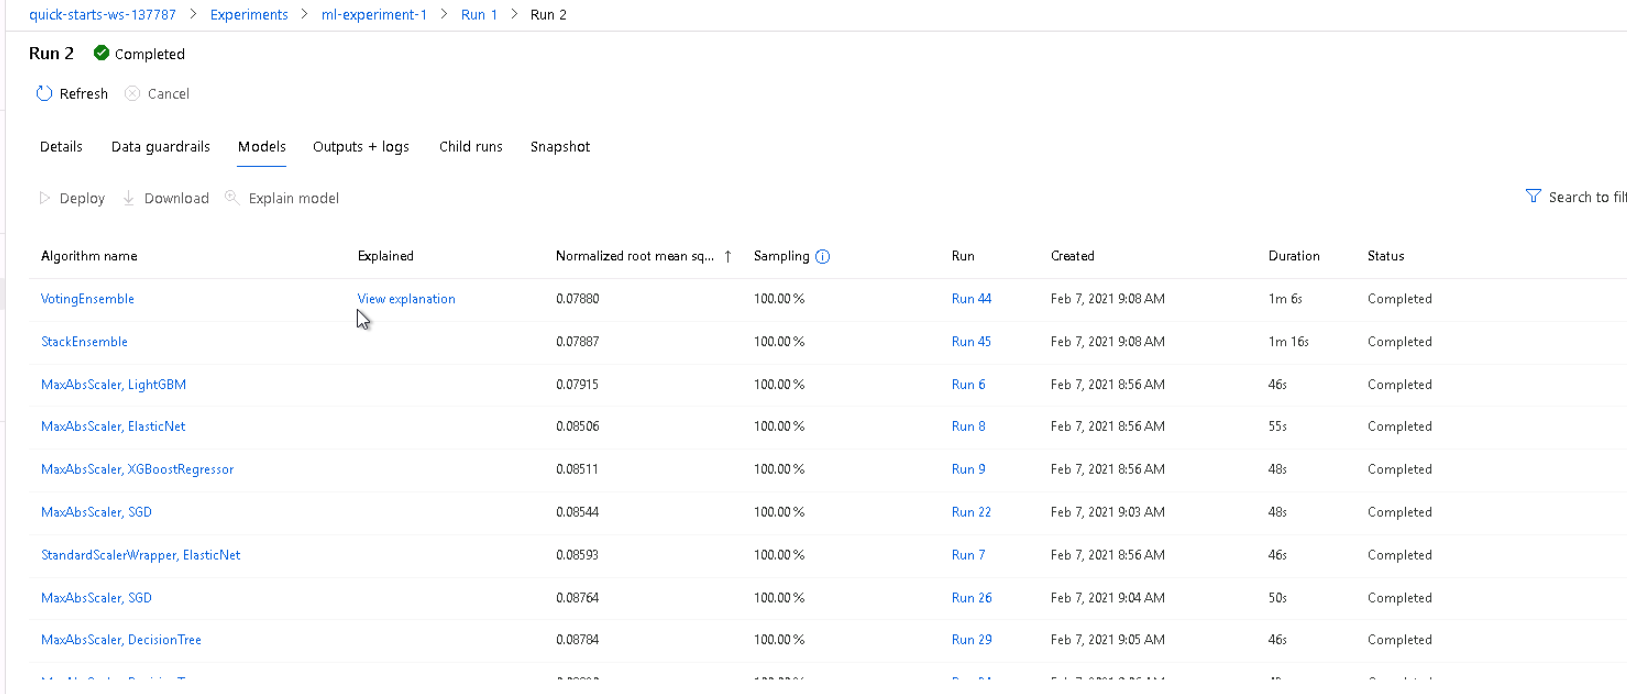 quick-starts-ws-137787 > Experiments > ml-experiment-1 > Run 1 > Run 2
Run 2 Completed
Refresh Cancel
Details Data guardrails Models Outputs + logs Child runs Snapshot
Deploy Download Explain model Search to filt
Algorithm name Explained Normalized root mean sq... ↑ Sampling Run Created Duration Status
VotingEnsemble View explanation 0.07880 100.00 % Run 44 Feb 7, 2021 9:08 AM 1m 6s Completed
StackEnsemble 0.07887 100.00 % Run 45 Feb 7, 2021 9:08 AM 1m 16s Completed
MaxAbsScaler, LightGBM 0.07915 100.00 % Run 6 Feb 7, 2021 8:56 AM 46s Completed
MaxAbsScaler, ElasticNet 0.08506 100.00 % Run 8 Feb 7, 2021 8:56 AM 55s Completed
MaxAbsScaler, XGBoostRegressor 0.08511 100.00 % Run 9 Feb 7, 2021 8:56 AM 48s Completed
MaxAbsScaler, SGD 0.08544 100.00 % Run 22 Feb 7, 2021 9:03 AM 48s Completed
StandardScalerWrapper, ElasticNet 0.08593 100.00 % Run 7 Feb 7, 2021 8:56 AM 46s Completed
MaxAbsScaler, SGD 0.08764 100.00 % Run 26 Feb 7, 2021 9:04 AM 50s Completed
MaxAbsScaler, DecisionTree 0.08784 100.00 % Run 29 Feb 7, 2021 9:05 AM 46s Completed